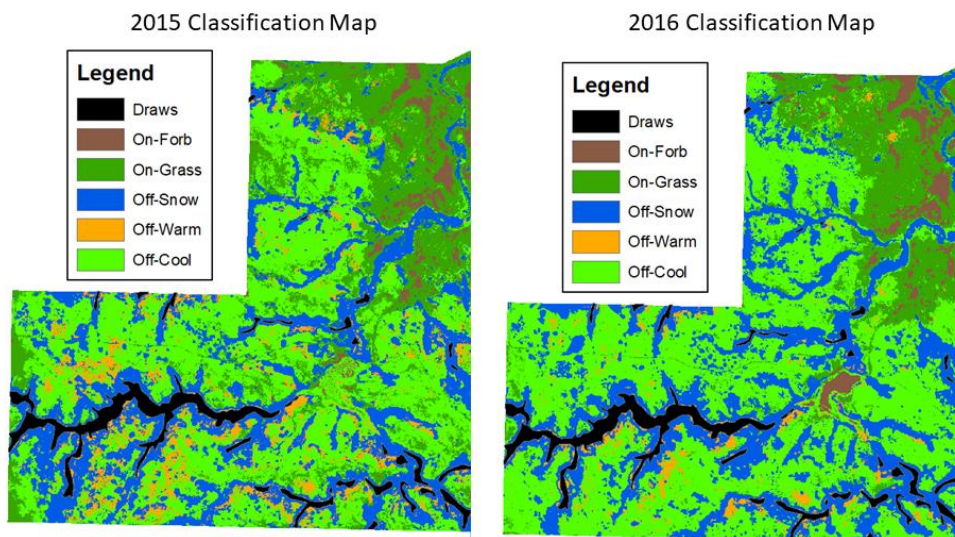 2015 Classification Map
Legend
Draws
On-Forb
On-Grass
Off-Snow
Off-Warm
Off-Cool
2016 Classification Map
Legend
Draws
On-Forb
On-Grass
Off-Snow
Off-Warm
Off-Cool